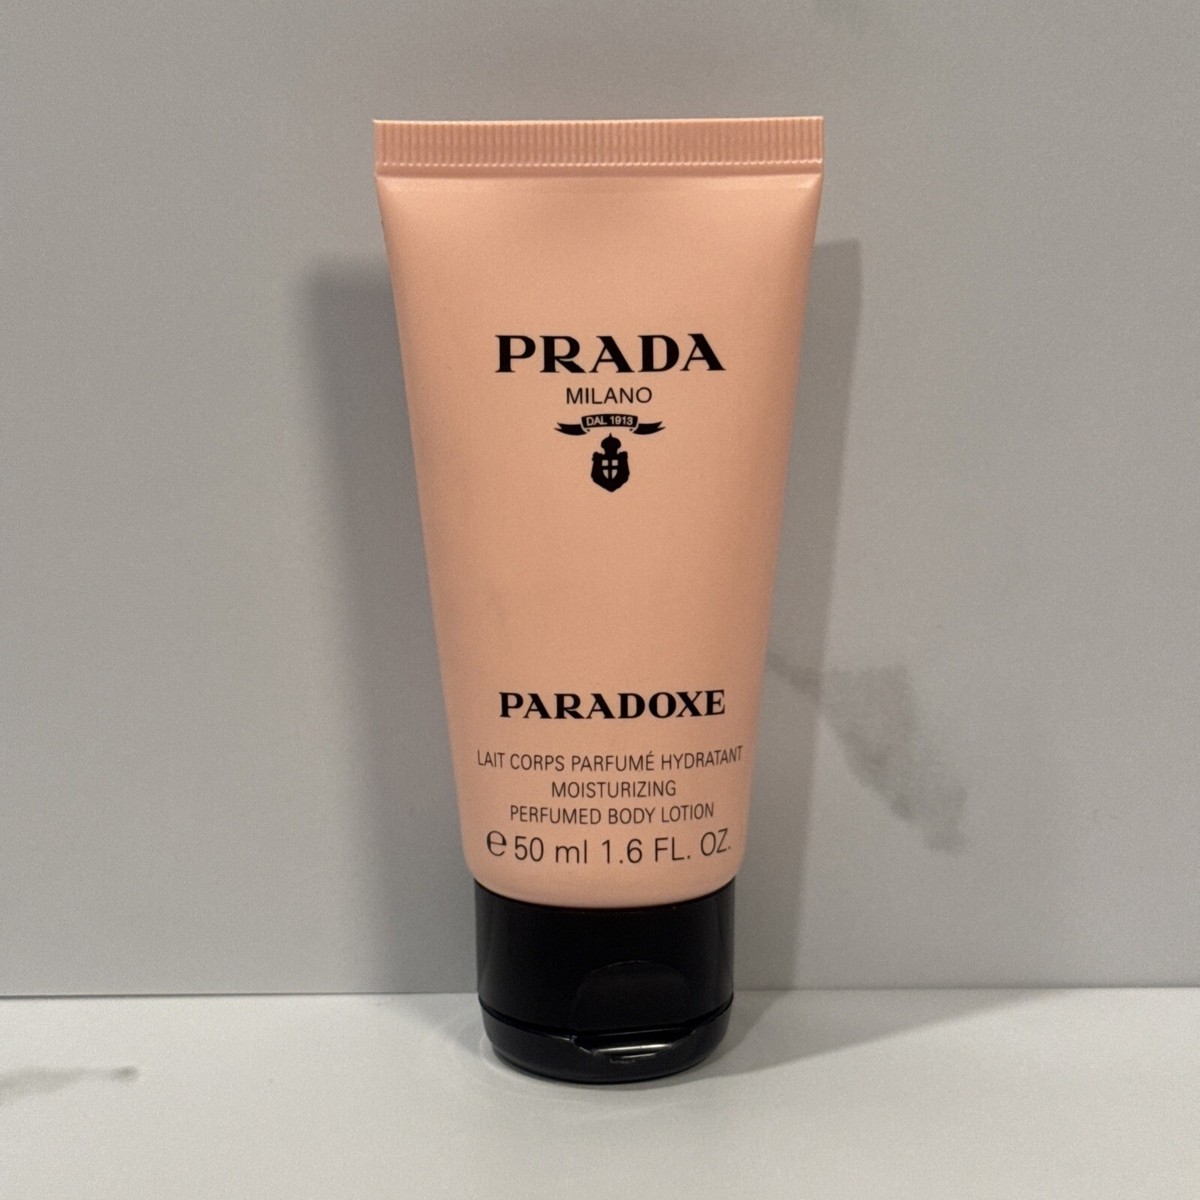 PRADA
MILANO
DAL 1913
PARADOXE
LAIT CORPS PARFUMÉ HYDRATANT
MOISTURIZING
PERFUMED BODY LOTION
℮ 50 ml 1.6 FL. OZ.